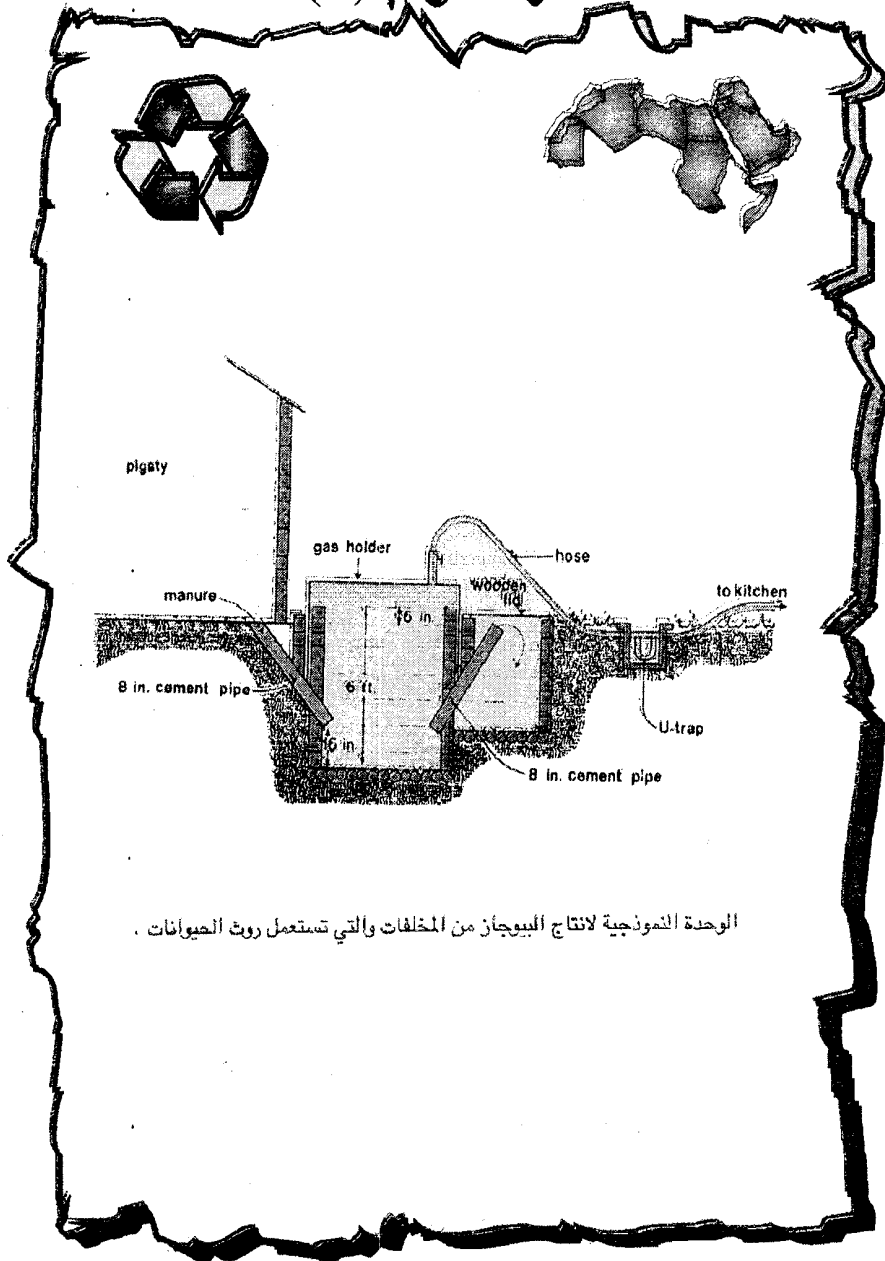 pigsty
gas holder
hose
wooden
lid
to kitchen
manure
6 in.
8 in. cement pipe
6 ft.
U-trap
6 in.
8 in. cement pipe
الوحدة النموذجية لانتاج البيوجاز من المخلفات والتي تستعمل روث الحيوانات .